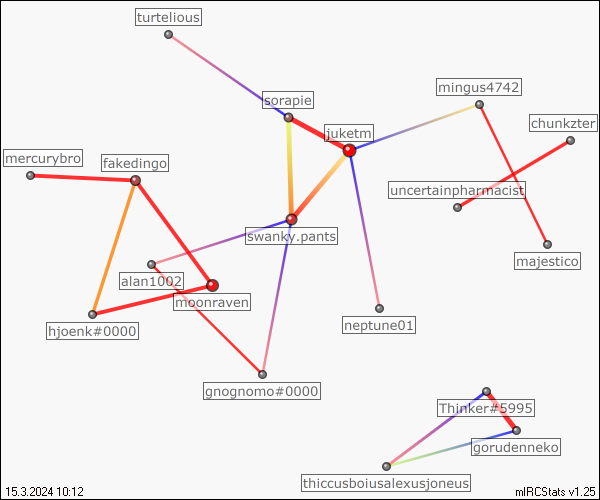 turtelious
mingus4742
sorapie
chunkzter
juketm
mercurybro
fakedingo
uncertainpharmacist
swanky.pants
majestico
alan1002
moonraven
neptune01
hjoenk#0000
gnognomo#0000
Thinker#5995
gorudenneko
thiccusboiusalexusjoneus
15.3.2024 10:12
mIRCStats v1.25